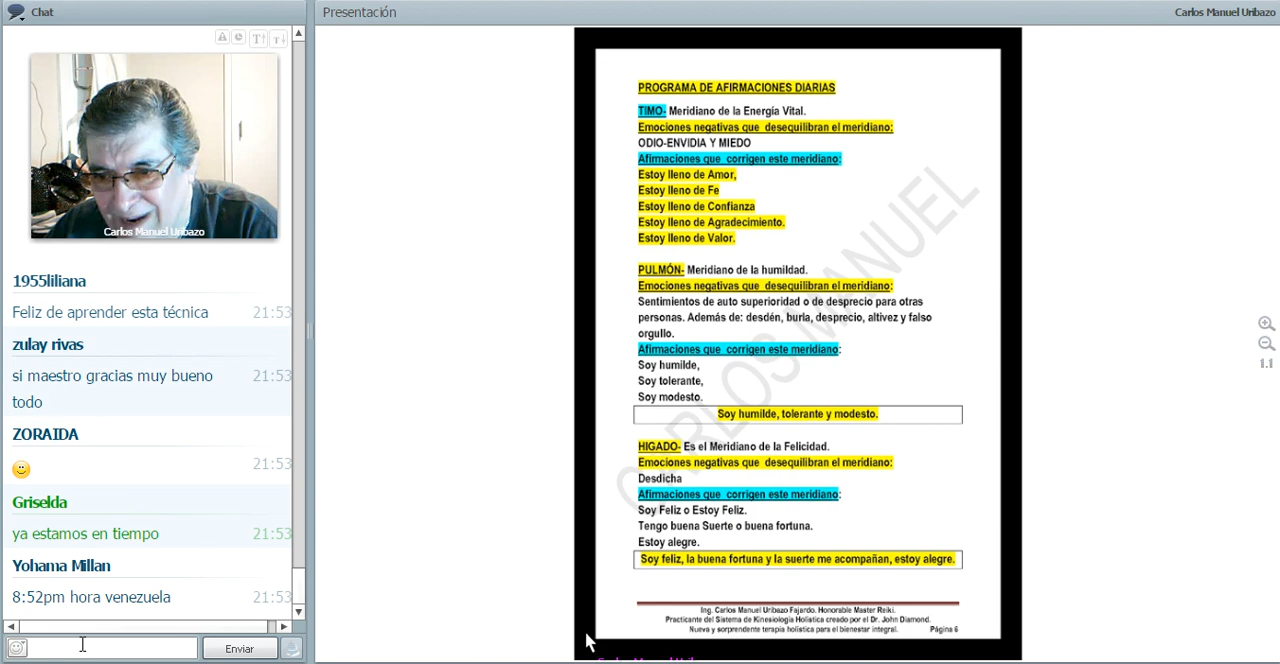 Chat
Carlos Manuel Uribazo
1955liliana
Feliz de aprender esta técnica 21:53
zulay rivas
si maestro gracias muy bueno 21:53
todo
ZORAIDA
21:53
Griselda
ya estamos en tiempo 21:53
Yohama Millan
8:52pm hora venezuela 21:53
Enviar
Presentación
Carlos Manuel Uribazo
PROGRAMA DE AFIRMACIONES DIARIAS
TIMO- Meridiano de la Energía Vital.
Emociones negativas que desequilibran el meridiano:
ODIO-ENVIDIA Y MIEDO
Afirmaciones que corrigen este meridiano:
Estoy lleno de Amor,
Estoy lleno de Fe
Estoy lleno de Confianza
Estoy lleno de Agradecimiento.
Estoy lleno de Valor.
PULMÓN- Meridiano de la humildad.
Emociones negativas que desequilibran el meridiano:
Sentimientos de auto superioridad o de desprecio para otras
personas. Además de: desdén, burla, desprecio, altivez y falso
orgullo.
Afirmaciones que corrigen este meridiano:
Soy humilde,
Soy tolerante,
Soy modesto.
Soy humilde, tolerante y modesto.
HIGADO- Es el Meridiano de la Felicidad.
Emociones negativas que desequilibran el meridiano:
Desdicha
Afirmaciones que corrigen este meridiano:
Soy Feliz o Estoy Feliz.
Tengo buena Suerte o buena fortuna.
Estoy alegre.
Soy feliz, la buena fortuna y la suerte me acompañan, estoy alegre.
Ing. Carlos Manuel Uribazo Fajardo. Honorable Master Reiki.
Practicante del Sistema de Kinesiología Holística creado por el Dr. John Diamond.
Nueva y sorprendente terapia holística para el bienestar integral. Página 6
CARLOS MANUEL
1.1